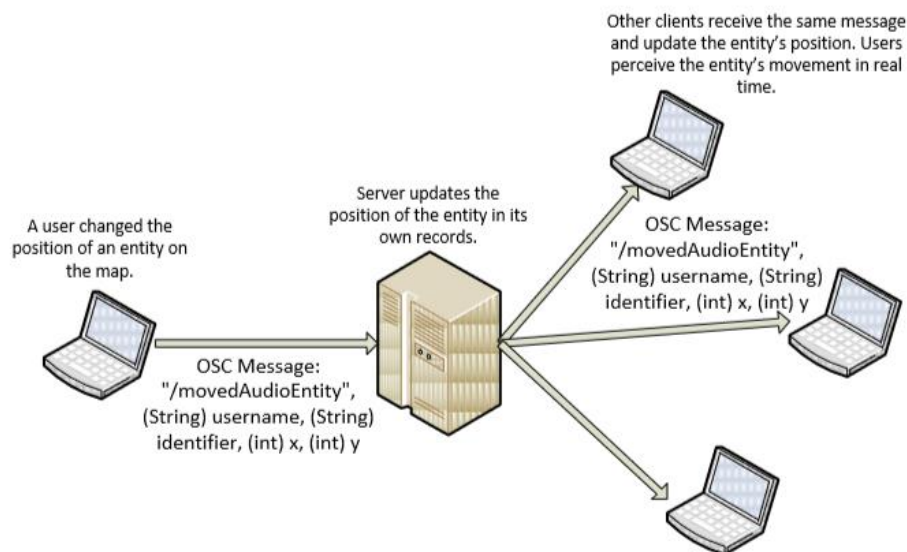 A user changed the
position of an entity on
the map.
OSC Message:
"/movedAudioEntity",
(String) username, (String)
identifier, (int) x, (int) y
Server updates the
position of the entity in its
own records.
Other clients receive the same message
and update the entity’s position. Users
perceive the entity’s movement in real
time.
OSC Message:
"/movedAudioEntity",
(String) username, (String)
identifier, (int) x, (int) y